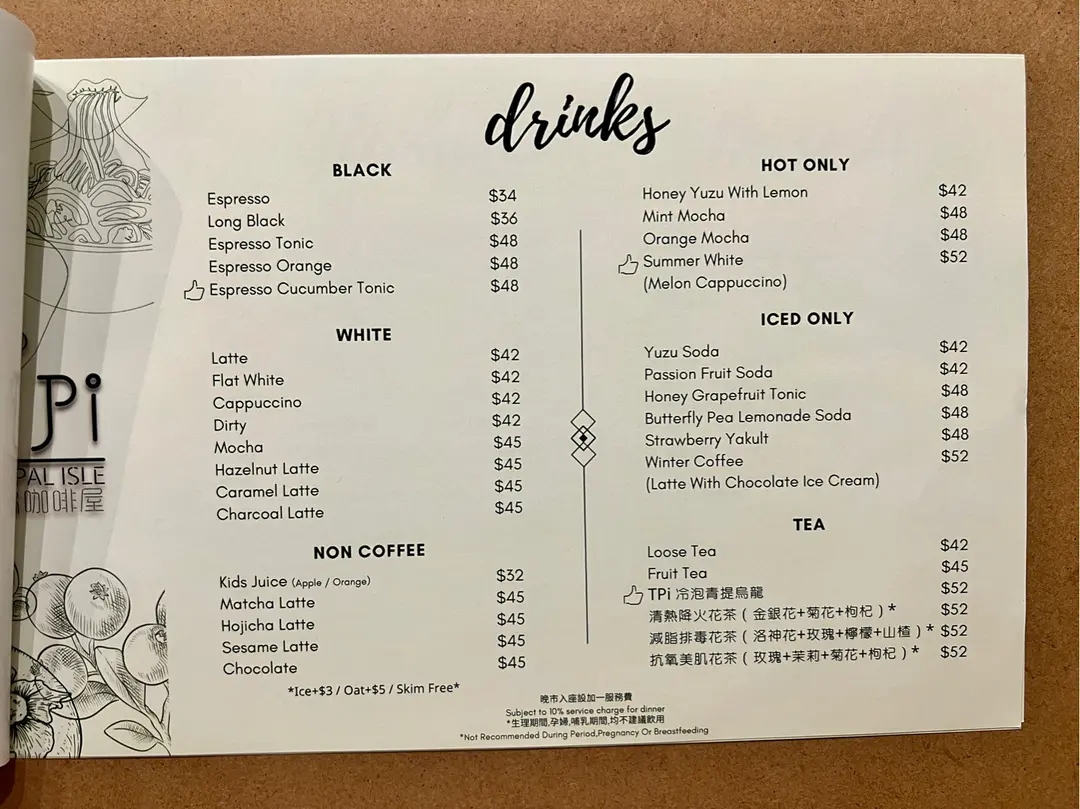 drinks
BLACK
Espresso $34
Long Black $36
Espresso Tonic $48
Espresso Orange $48
Espresso Cucumber Tonic $48
WHITE
Latte $42
Flat White $42
Cappuccino $42
Dirty $42
Mocha $45
Hazelnut Latte $45
Caramel Latte $45
Charcoal Latte $45
NON COFFEE
Kids Juice (Apple / Orange) $32
Matcha Latte $45
Hojicha Latte $45
Sesame Latte $45
Chocolate $45
*Ice+$3 / Oat+$5 / Skim Free*
HOT ONLY
Honey Yuzu With Lemon $42
Mint Mocha $48
Orange Mocha $48
Summer White $52
(Melon Cappuccino)
ICED ONLY
Yuzu Soda $42
Passion Fruit Soda $42
Honey Grapefruit Tonic $48
Butterfly Pea Lemonade Soda $48
Strawberry Yakult $48
Winter Coffee $52
(Latte With Chocolate Ice Cream)
TEA
Loose Tea $42
Fruit Tea $45
TPi 冷泡青提烏龍 $52
清熱降火花茶 ( 金銀花+菊花+枸杞 ) * $52
減脂排毒花茶 ( 洛神花+玫瑰+檸檬+山楂 ) * $52
抗氧美肌花茶 ( 玫瑰+茉莉+菊花+枸杞 ) * $52
晚市入座設加一服務費
Subject to 10% service charge for dinner
*生理期間,孕婦,哺乳期間,均不建議飲用
*Not Recommended During Period,Pregnancy Or Breastfeeding
Pi
PAL ISLE
咖啡屋